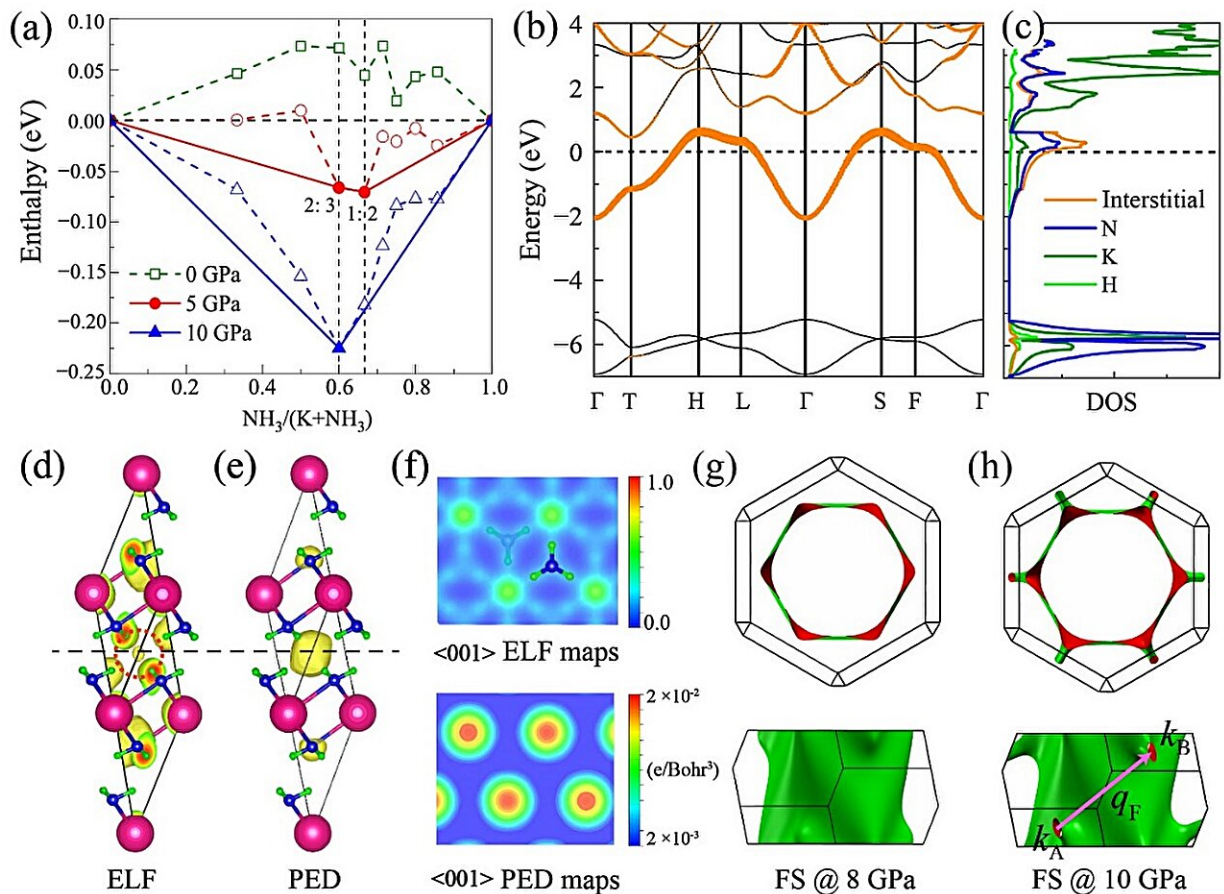 (a)
Enthalpy (eV)
0.10
0.05
0.00
−0.05
−0.10
−0.15
−0.20
−0.25
2: 3
1: 2
0 GPa
5 GPa
10 GPa
0.0 0.2 0.4 0.6 0.8 1.0
NH₃/(K+NH₃)
(b)
Energy (eV)
4
2
0
−2
−4
−6
Γ T H L Γ S F Γ
(c)
Interstitial
N
K
H
DOS
(d)
ELF
(e)
PED
(f)
1.0
0.0
<001> ELF maps
2 ×10⁻²
(e/Bohr³)
2 ×10⁻³
<001> PED maps
(g)
FS @ 8 GPa
(h)
k_B
q_F
k_A
FS @ 10 GPa